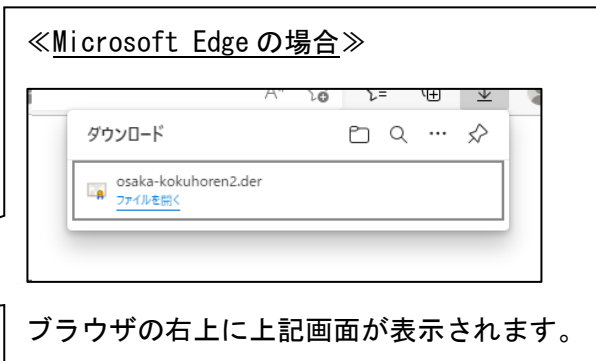 ≪Microsoft Edge の場合≫
ダウンロード
osaka-kokuhoren2.der
ファイルを開く
ブラウザの右上に上記画面が表示されます。